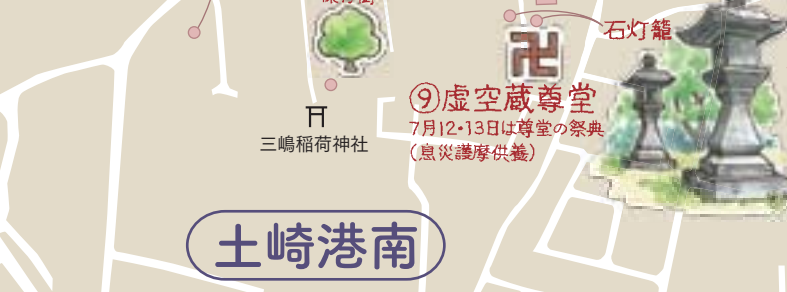 石灯籠
⑨虚空蔵尊堂
7月12・13日は尊堂の祭典
（息災護摩供養）
三嶋稲荷神社
土崎港南